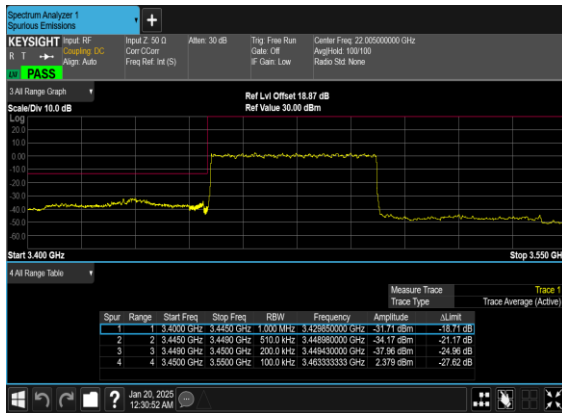 Spectrum Analyzer 1
Spurious Emissions
+
KEYSIGHT
R T
LXI
PASS
Input: RF
Coupling: DC
Align: Auto
Input Z: 50 Ω
Corr CCorr
Freq Ref: Int (S)
Atten: 30 dB
Trig: Free Run
Gate: Off
IF Gain: Low
Center Freq: 22.005000000 GHz
Avg|Hold: 100/100
Radio Std: None
3 All Range Graph
Scale/Div 10.0 dB
Ref Lvl Offset 18.87 dB
Ref Value 30.00 dBm
Log
20.0
10.0
0.00
-10.0
-20.0
-30.0
-40.0
-50.0
-60.0
Start 3.400 GHz
Stop 3.550 GH
4 All Range Table
Measure Trace Trace 1
Trace Type Trace Average (Active)
Spur Range Start Freq Stop Freq RBW Frequency Amplitude ΔLimit
1 1 3.4000 GHz 3.4450 GHz 1.000 MHz 3.429850000 GHz -31.71 dBm -18.71 dB
2 2 3.4450 GHz 3.4490 GHz 510.0 kHz 3.448980000 GHz -34.17 dBm -21.17 dB
3 3 3.4490 GHz 3.4500 GHz 200.0 kHz 3.449430000 GHz -37.96 dBm -24.96 dB
4 4 3.4500 GHz 3.5500 GHz 100.0 kHz 3.463333333 GHz 2.379 dBm -27.62 dB
?
Jan 20, 2025
12:30:52 AM